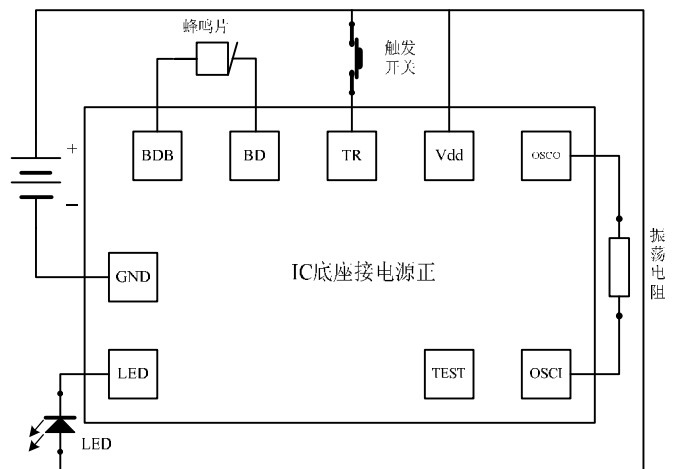 蜂鸣片
触发
开关
+
BDB
BD
TR
Vdd
OSCO
−
振
荡
电
阻
GND
IC底座接电源正
LED
TEST
OSCI
LED